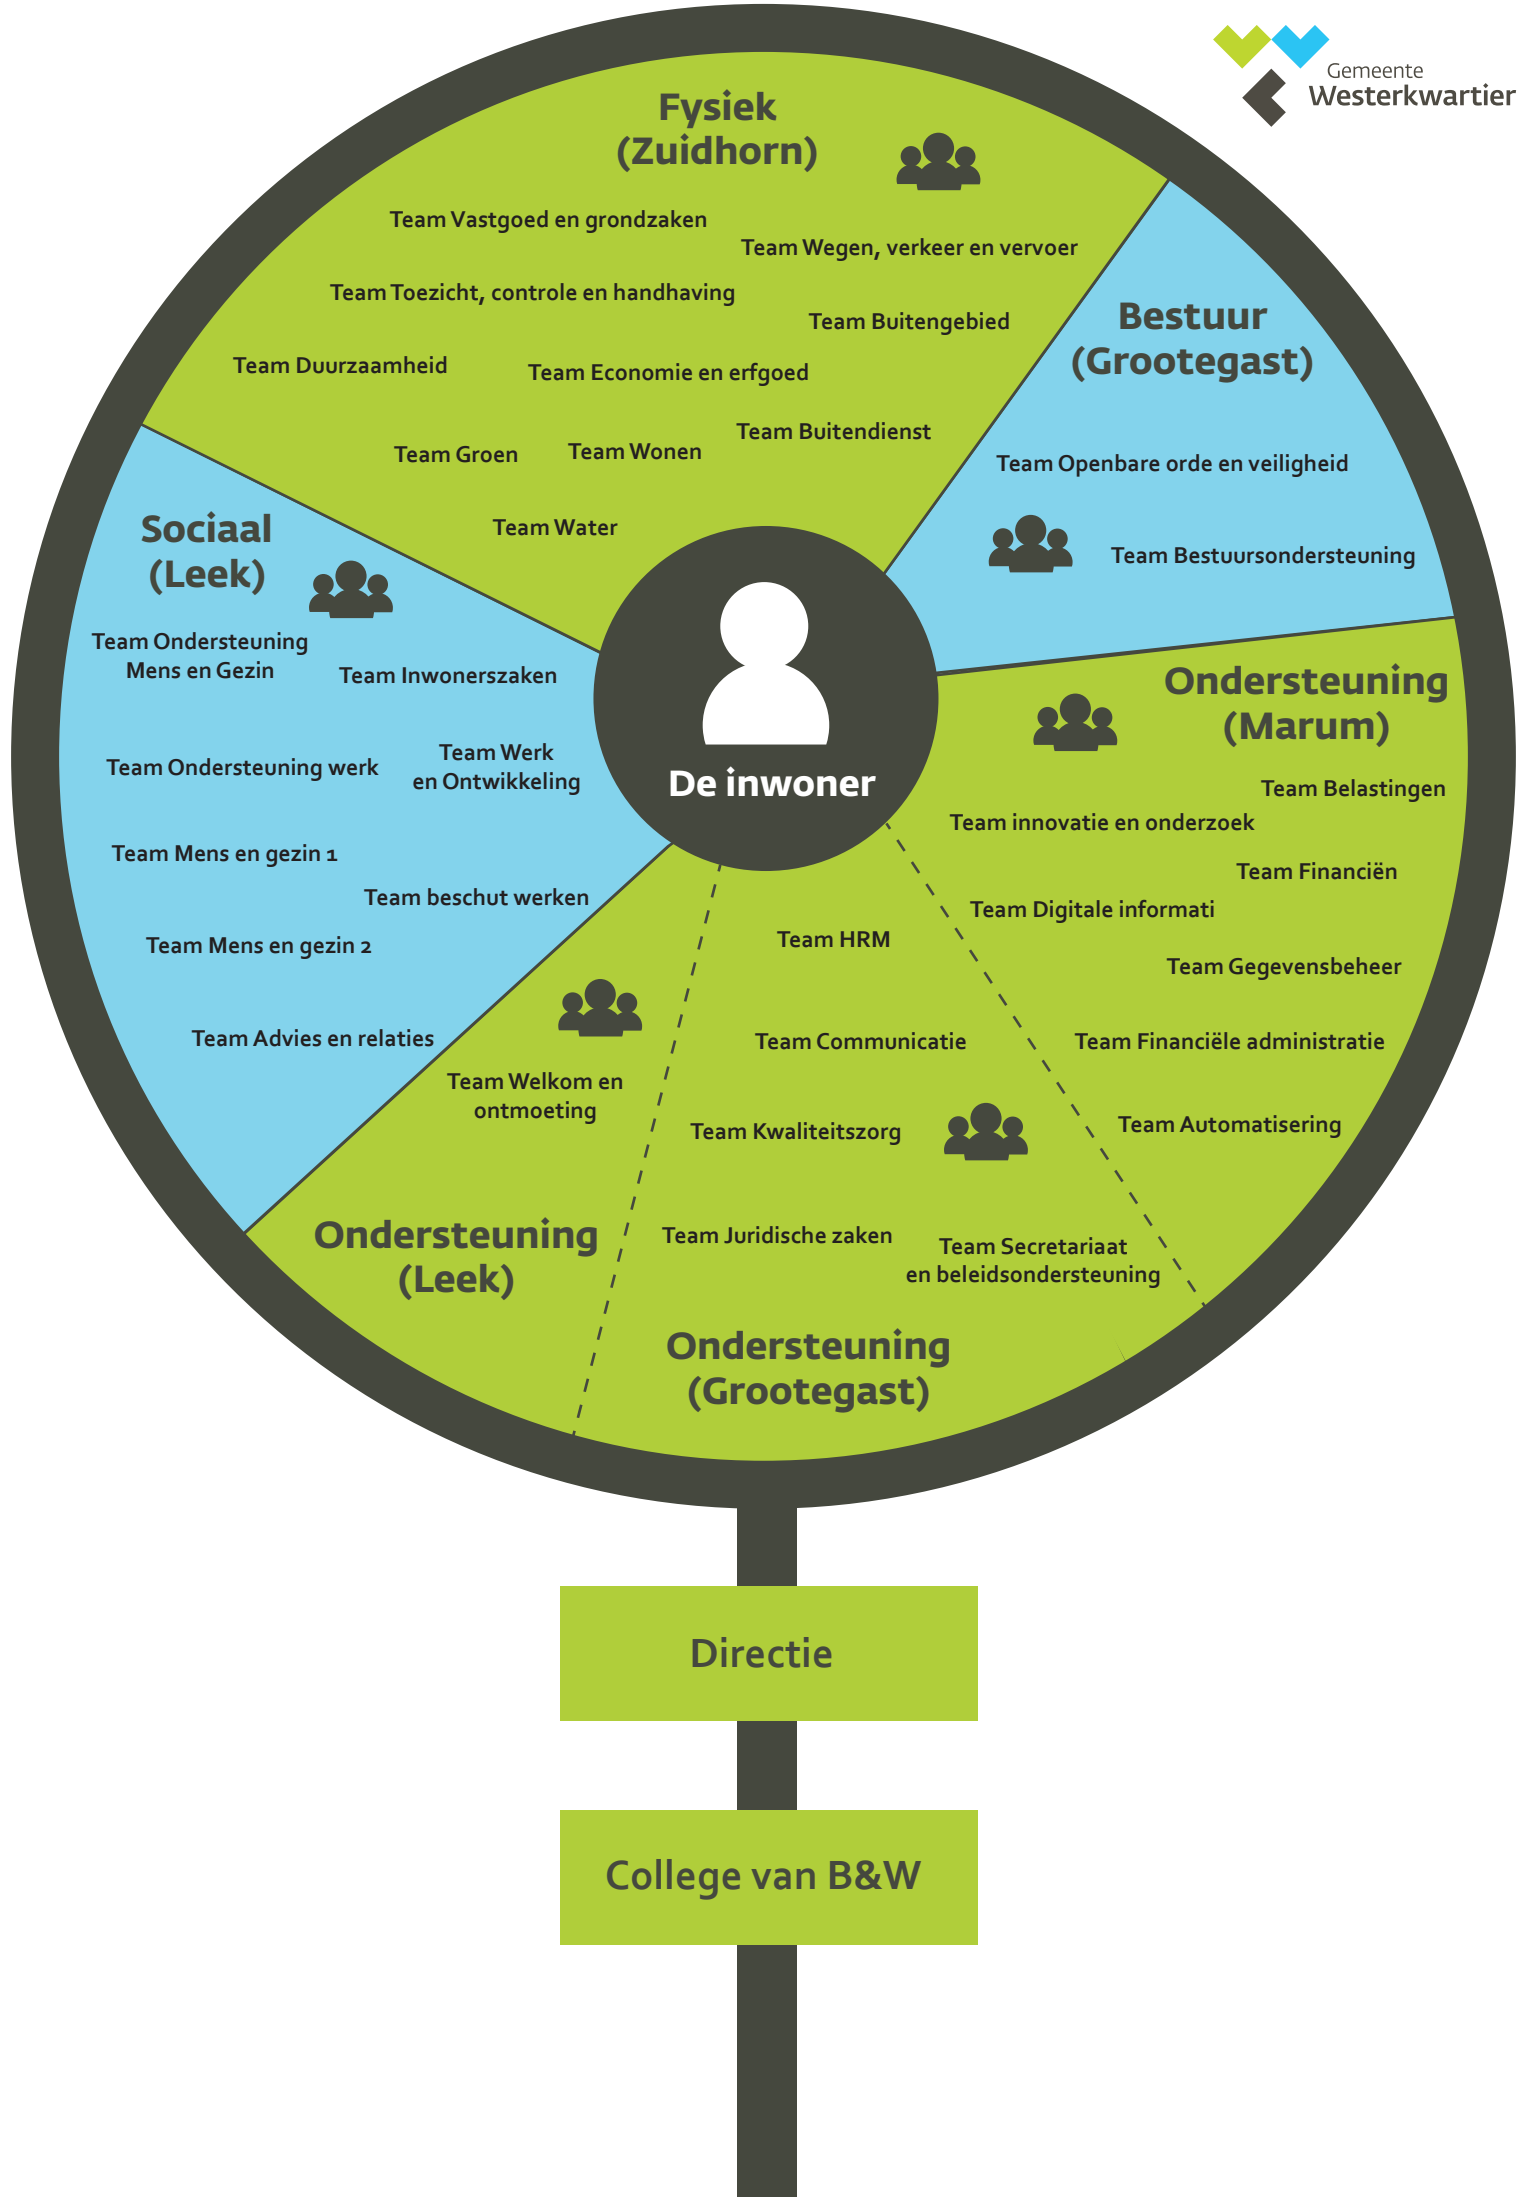 Gemeente
Westerkwartier
Fysiek
(Zuidhorn)
Team Vastgoed en grondzaken
Team Wegen, verkeer en vervoer
Team Toezicht, controle en handhaving
Team Buitengebied
Team Duurzaamheid
Team Economie en erfgoed
Team Buitendienst
Team Groen
Team Wonen
Team Water
Bestuur
(Grootegast)
Team Openbare orde en veiligheid
Team Bestuursondersteuning
Sociaal
(Leek)
Team Ondersteuning
Mens en Gezin
Team Inwonerszaken
Team Ondersteuning werk
Team Werk
en Ontwikkeling
Team Mens en gezin 1
Team beschut werken
Team Mens en gezin 2
Team Advies en relaties
De inwoner
Ondersteuning
(Marum)
Team Belastingen
Team innovatie en onderzoek
Team Financiën
Team Digitale informati
Team Gegevensbeheer
Team Financiële administratie
Team Automatisering
Team HRM
Team Communicatie
Team Kwaliteitszorg
Team Juridische zaken
Team Secretariaat
en beleidsondersteuning
Ondersteuning
(Grootegast)
Team Welkom en
ontmoeting
Ondersteuning
(Leek)
Directie
College van B&W